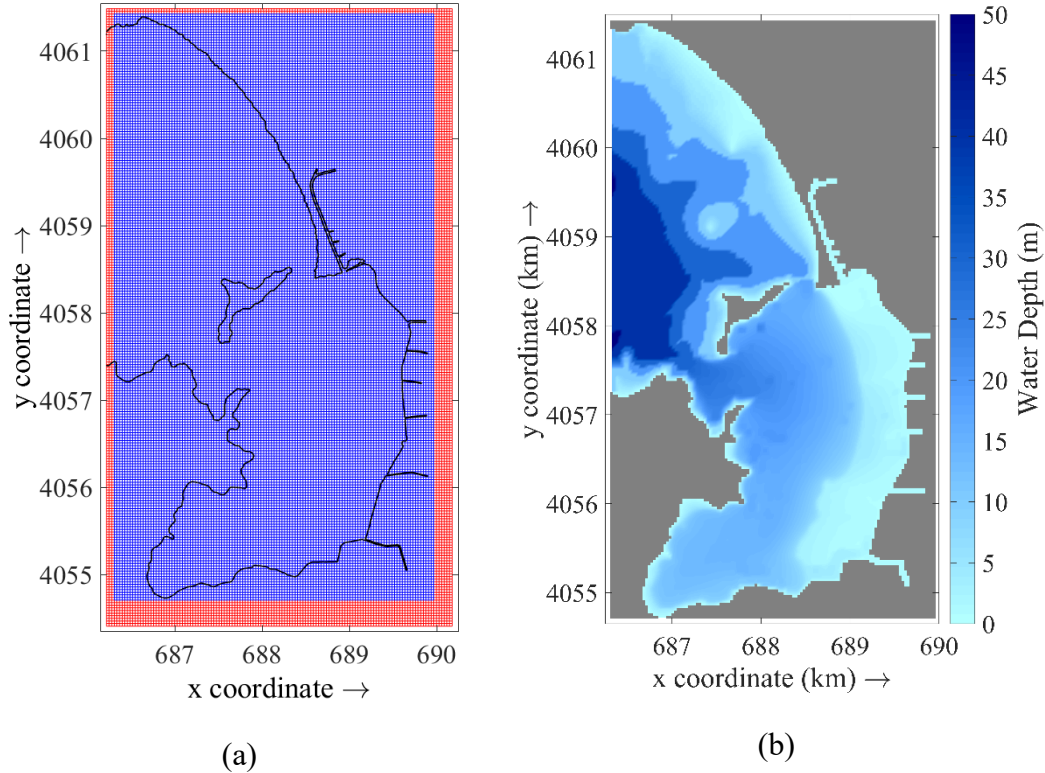 4061
4060
4059
4058
4057
4056
4055
y coordinate →
687 688 689 690
x coordinate →
(a)
4061
4060
4059
4058
4057
4056
4055
y coordinate (km) →
687 688 689 690
x coordinate (km) →
50
45
40
35
30
25
20
15
10
5
0
Water Depth (m)
(b)